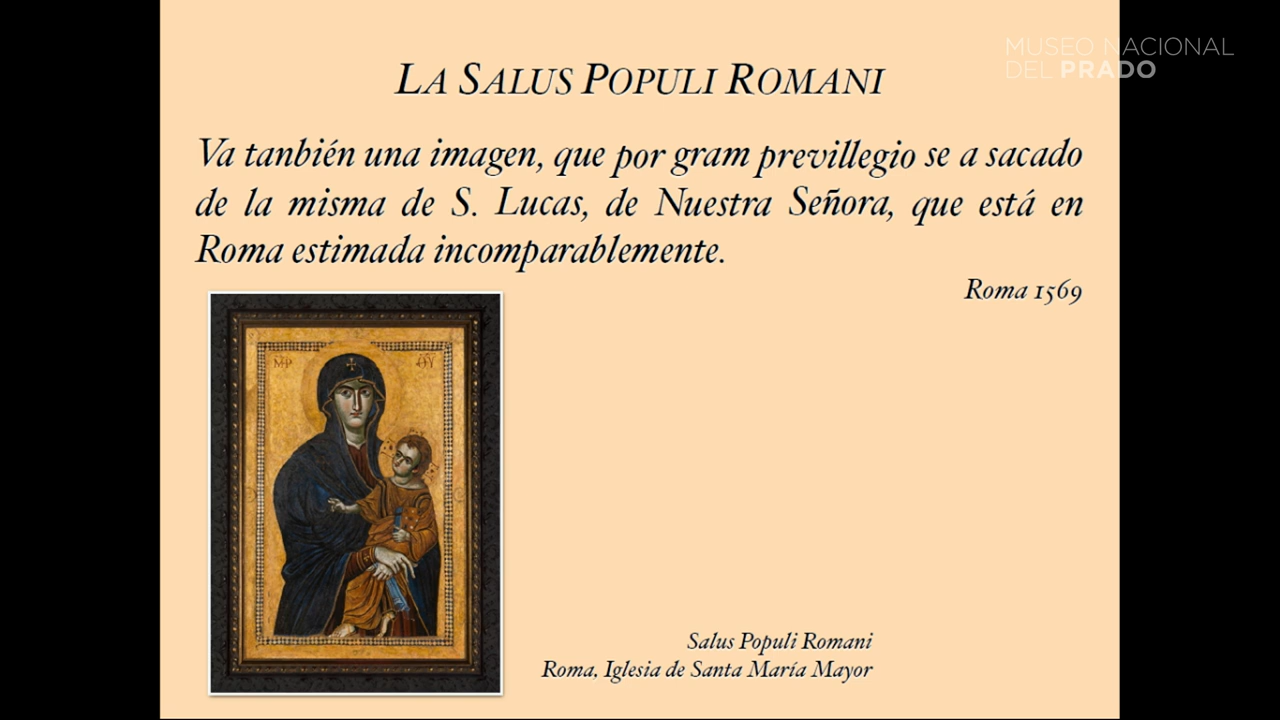 MUSEO NACIONAL
DEL PRADO
LA SALUS POPULI ROMANI
Va tanbién una imagen, que por gram previllegio se a sacado
de la misma de S. Lucas, de Nuestra Señora, que está en
Roma estimada incomparablemente.
Roma 1569
Salus Populi Romani
Roma, Iglesia de Santa María Mayor